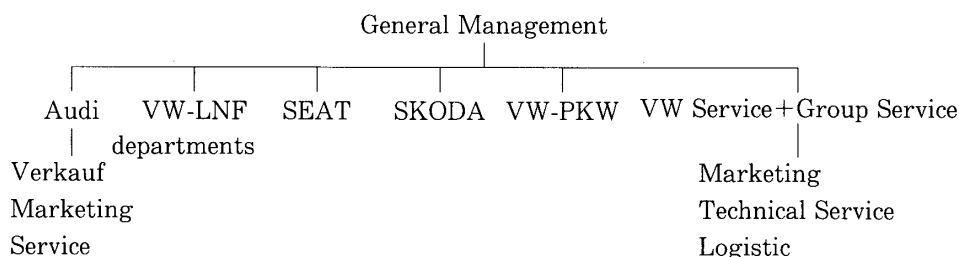 General Management
Audi VW-LNF SEAT SKODA VW-PKW VW Service+Group Service
departments
Verkauf Marketing
Marketing Technical Service
Service Logistic